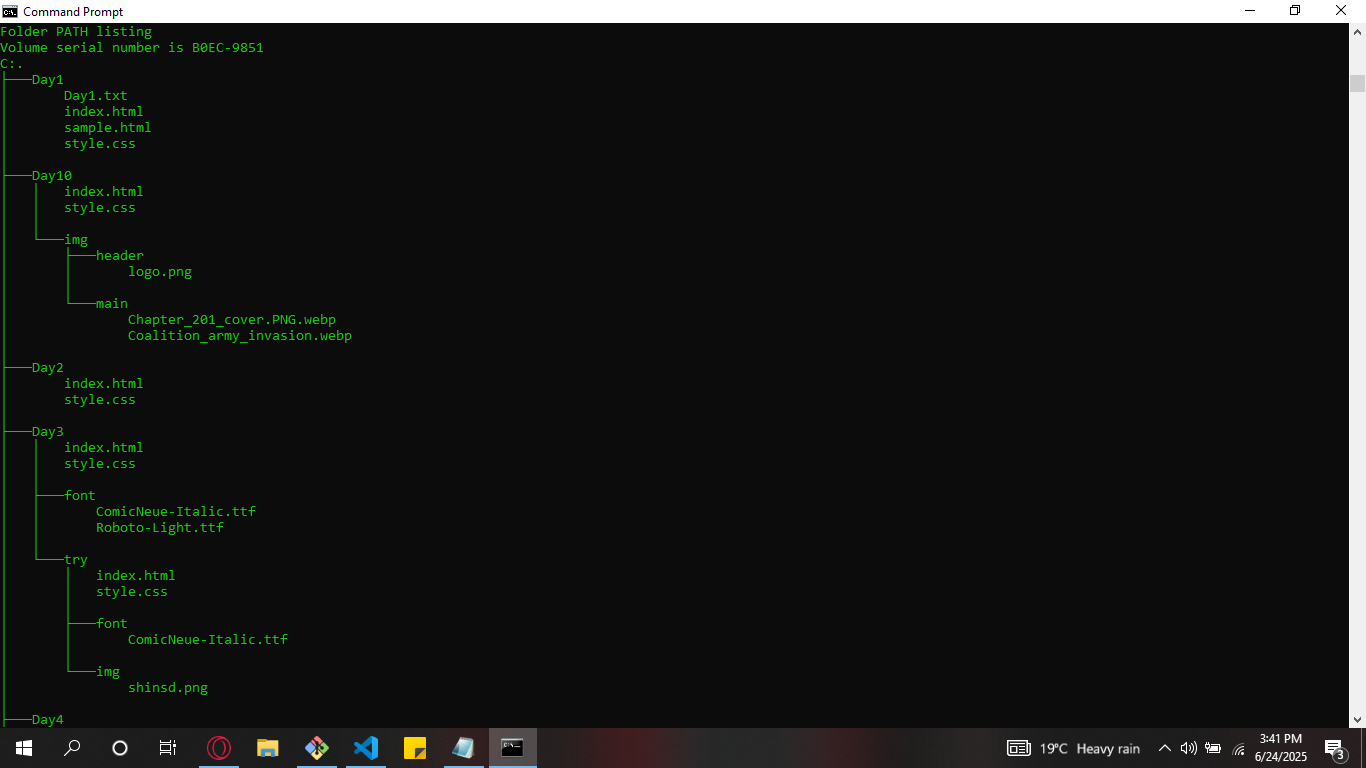 Command Prompt
Folder PATH listing
Volume serial number is B0EC-9851
C:.
├───Day1
│       Day1.txt
│       index.html
│       sample.html
│       style.css
│
├───Day10
│   │   index.html
│   │   style.css
│   │
│   └───img
│       ├───header
│       │       logo.png
│       │
│       └───main
│               Chapter_201_cover.PNG.webp
│               Coalition_army_invasion.webp
│
├───Day2
│       index.html
│       style.css
│
├───Day3
│   │   index.html
│   │   style.css
│   │
│   ├───font
│   │       ComicNeue-Italic.ttf
│   │       Roboto-Light.ttf
│   │
│   └───try
│       │   index.html
│       │   style.css
│       │
│       ├───font
│       │       ComicNeue-Italic.ttf
│       │
│       └───img
│               shinsd.png
│
├───Day4
19°C Heavy rain
3:41 PM
6/24/2025
3